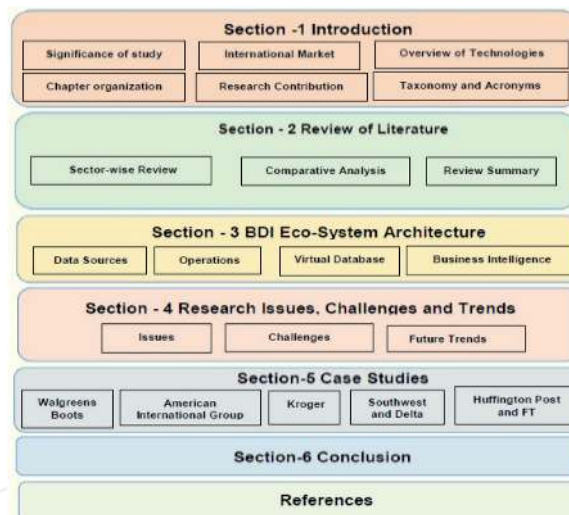 Section -1 Introduction
Significance of study
International Market
Overview of Technologies
Chapter organization
Research Contribution
Taxonomy and Acronyms
Section - 2 Review of Literature
Sector-wise Review
Comparative Analysis
Review Summary
Section - 3 BDI Eco-System Architecture
Data Sources
Operations
Virtual Database
Business Intelligence
Section - 4 Research Issues, Challenges and Trends
Issues
Challenges
Future Trends
Section-5 Case Studies
Walgreens
Boots
American
International Group
Kroger
Southwest
and Delta
Huffington Post
and FT
Section-6 Conclusion
References